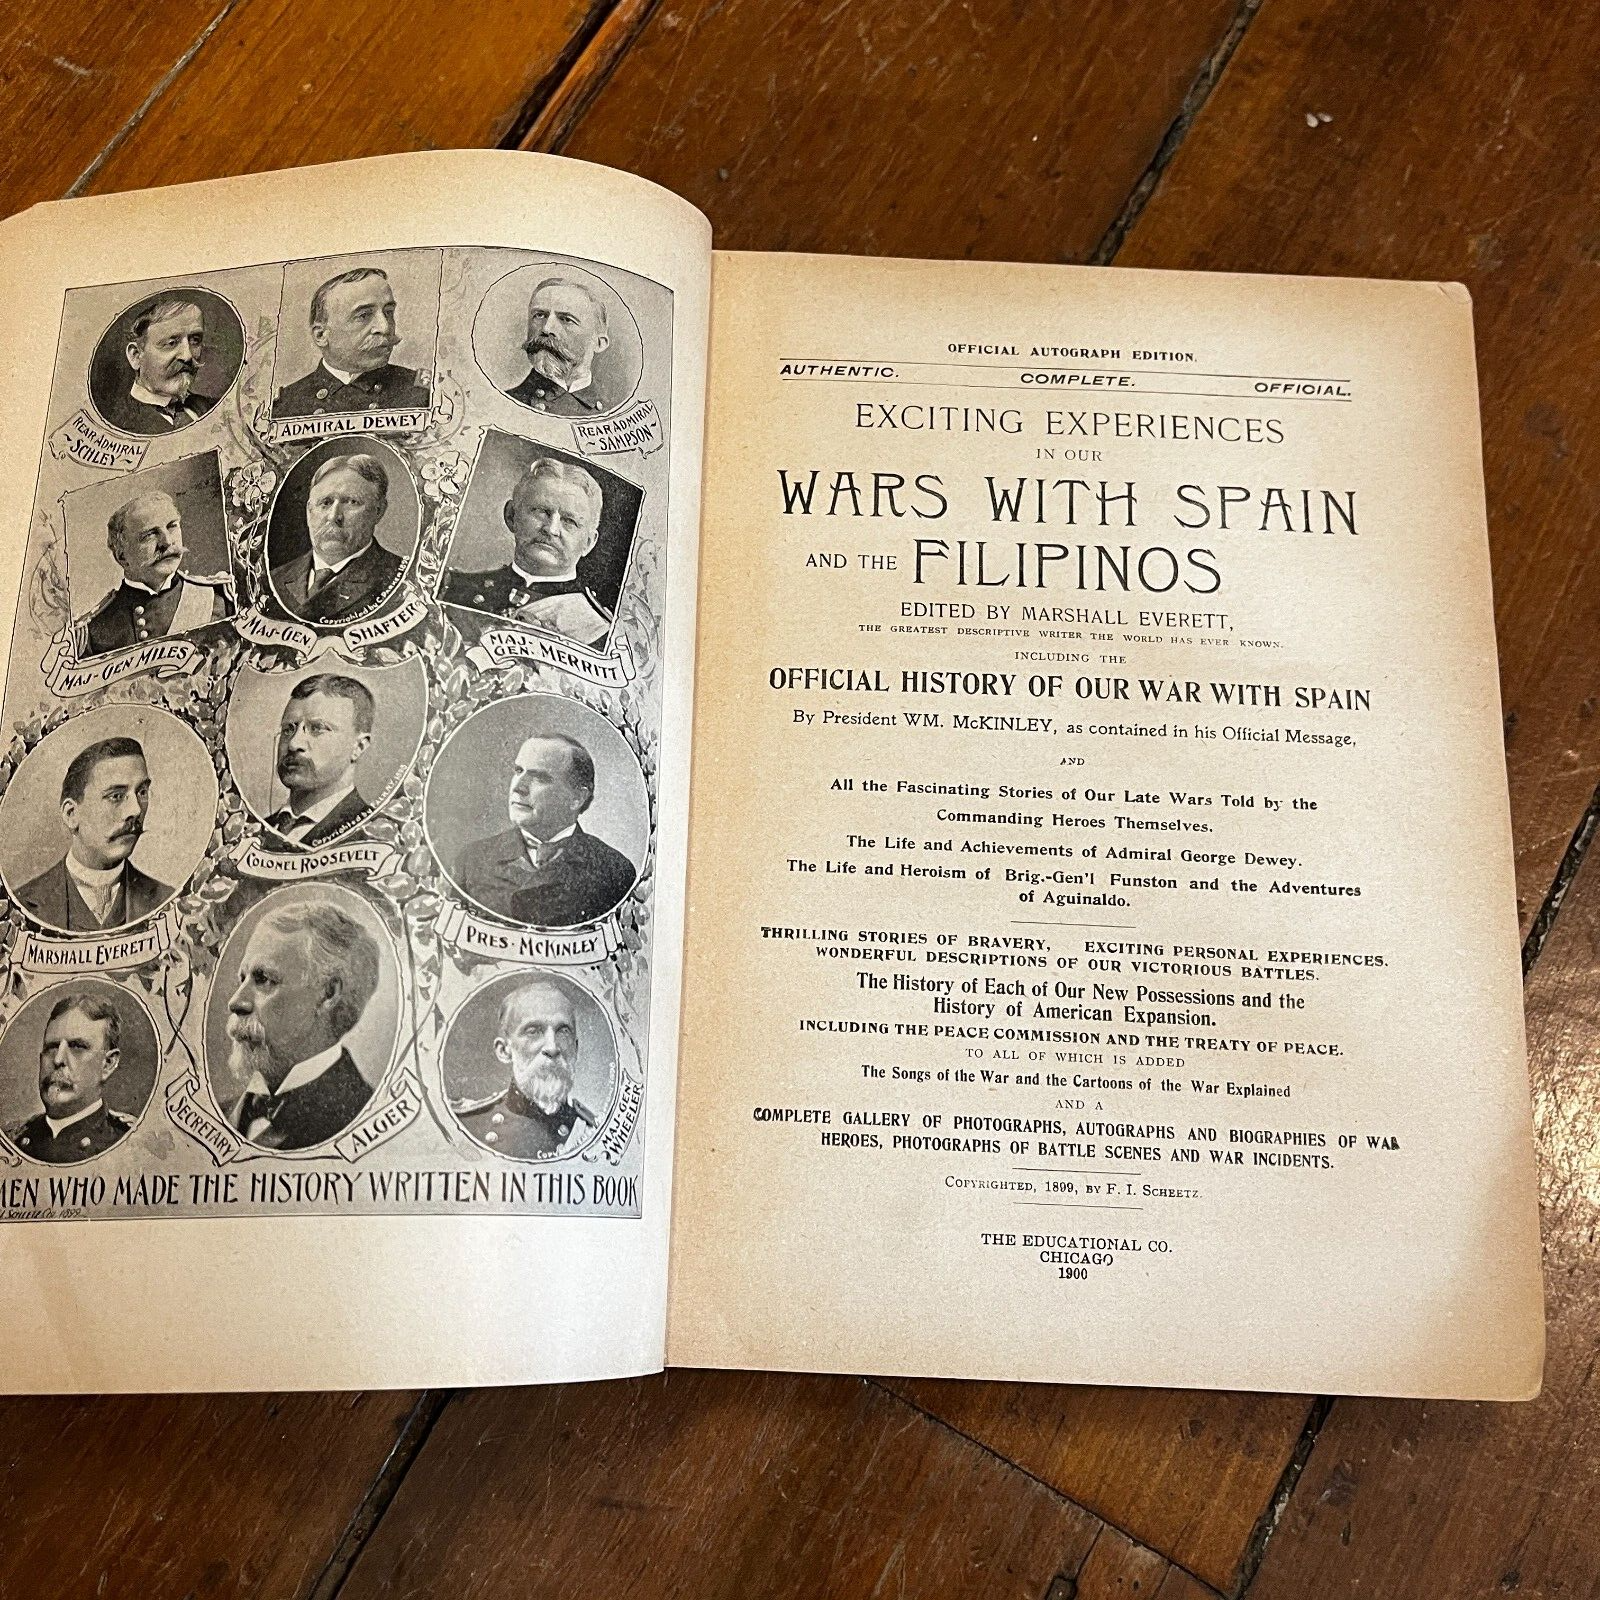 REAR ADMIRAL
SCHLEY
ADMIRAL DEWEY
REAR ADMIRAL
SAMPSON
MAJ-GEN MILES
MAJ-GEN. SHAFTER
MAJ.
GEN. MERRITT
COLONEL ROOSEVELT
MARSHALL EVERETT
PRES. McKINLEY
SECRETARY ALGER
MAJ-GEN
WHEELER
MEN WHO MADE THE HISTORY WRITTEN IN THIS BOOK
OFFICIAL AUTOGRAPH EDITION.
AUTHENTIC. COMPLETE. OFFICIAL.
EXCITING EXPERIENCES
IN OUR
WARS WITH SPAIN
AND THE FILIPINOS
EDITED BY MARSHALL EVERETT,
THE GREATEST DESCRIPTIVE WRITER THE WORLD HAS EVER KNOWN.
INCLUDING THE
OFFICIAL HISTORY OF OUR WAR WITH SPAIN
By President WM. McKINLEY, as contained in his Official Message,
AND
All the Fascinating Stories of Our Late Wars Told by the
Commanding Heroes Themselves.
The Life and Achievements of Admiral George Dewey.
The Life and Heroism of Brig.-Gen'l Funston and the Adventures
of Aguinaldo.
THRILLING STORIES OF BRAVERY, EXCITING PERSONAL EXPERIENCES.
WONDERFUL DESCRIPTIONS OF OUR VICTORIOUS BATTLES.
The History of Each of Our New Possessions and the
History of American Expansion.
INCLUDING THE PEACE COMMISSION AND THE TREATY OF PEACE.
TO ALL OF WHICH IS ADDED
The Songs of the War and the Cartoons of the War Explained
AND A
COMPLETE GALLERY OF PHOTOGRAPHS, AUTOGRAPHS AND BIOGRAPHIES OF WAR
HEROES, PHOTOGRAPHS OF BATTLE SCENES AND WAR INCIDENTS.
COPYRIGHTED, 1899, BY F. I. SCHEETZ.
THE EDUCATIONAL CO.
CHICAGO
1900